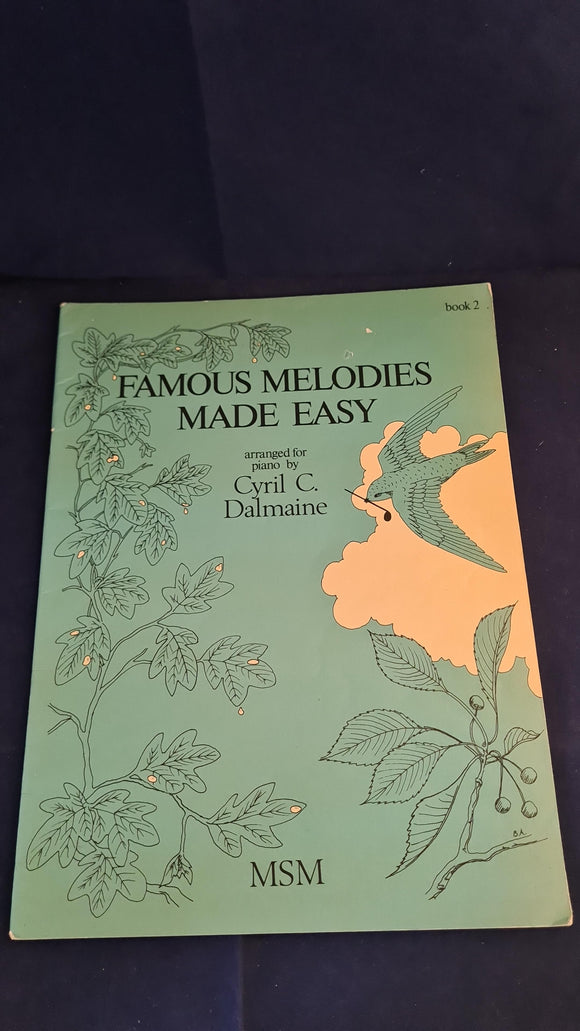 book 2
FAMOUS MELODIES
MADE EASY
arranged for
piano by
Cyril C.
Dalmaine
B.A.
MSM